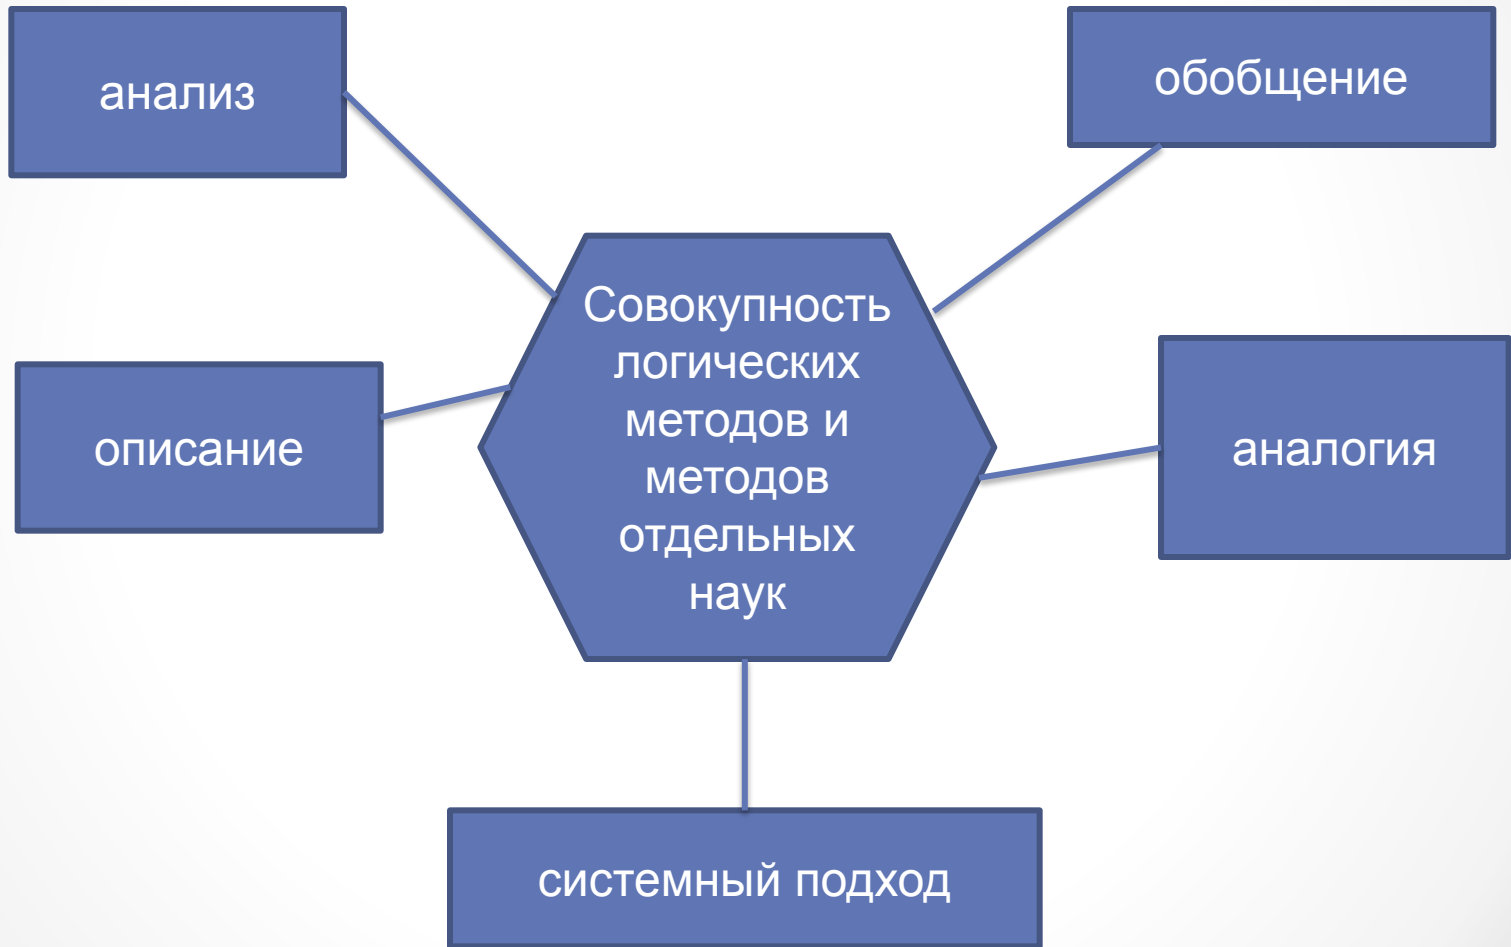 анализ
обобщение
Совокупность
логических
методов и
методов
отдельных
наук
описание
аналогия
системный подход